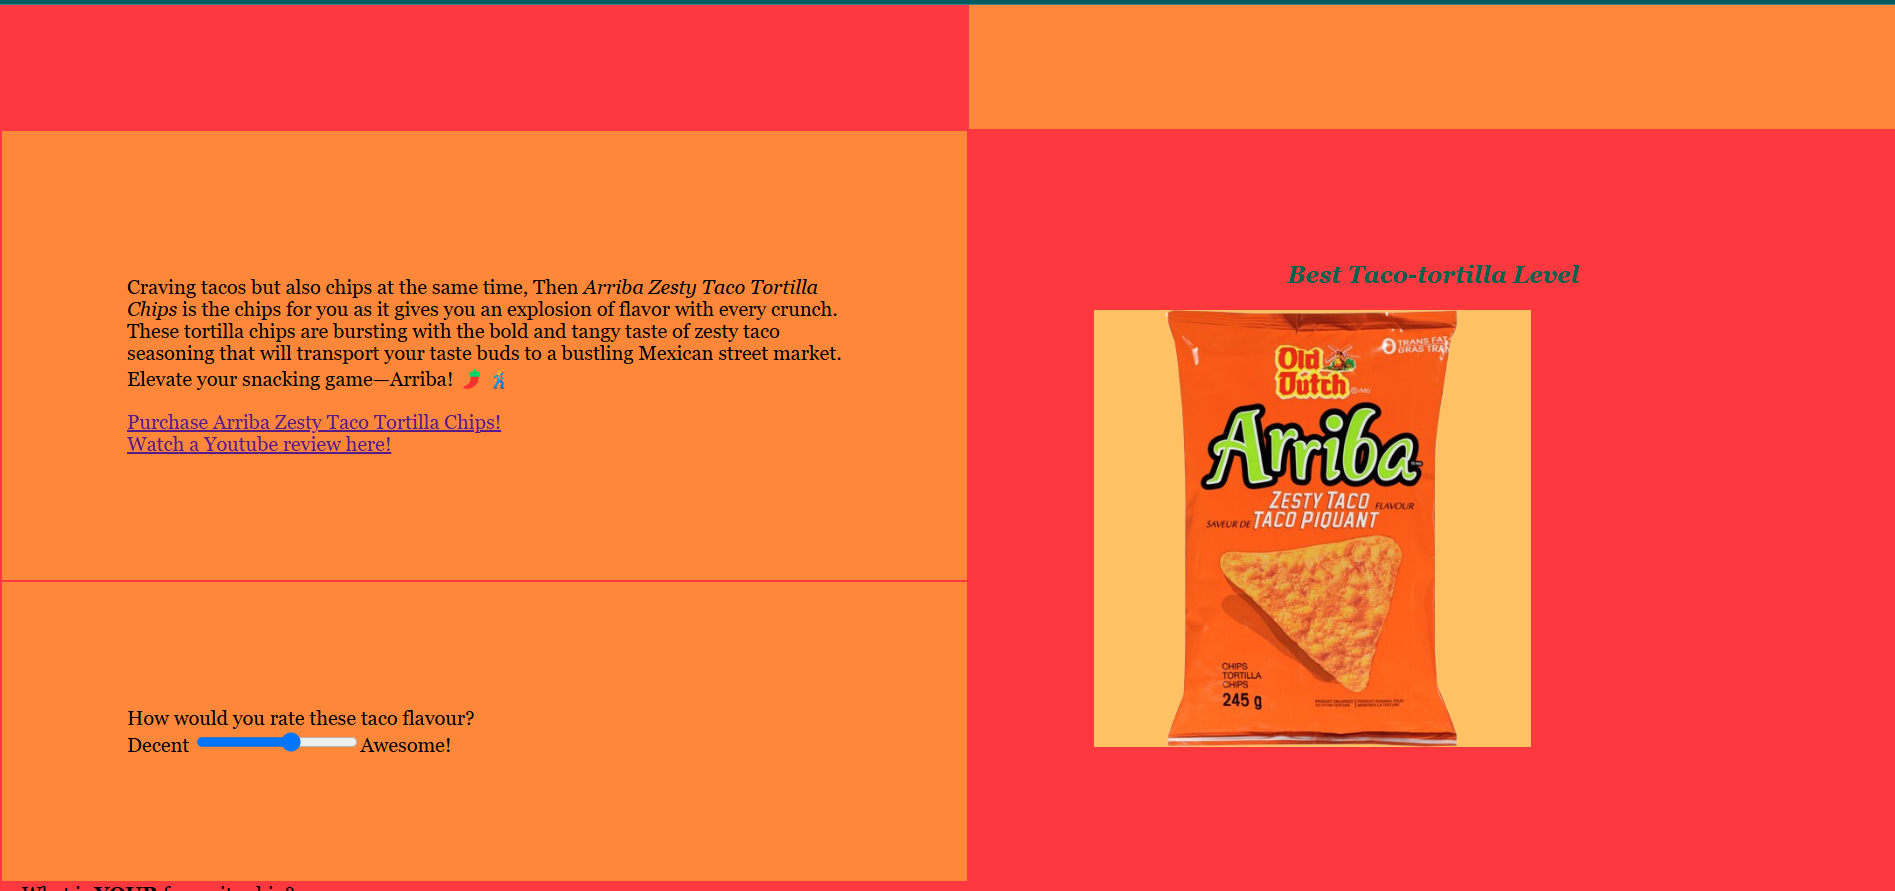 Craving tacos but also chips at the same time, Then Arriba Zesty Taco Tortilla
Chips is the chips for you as it gives you an explosion of flavor with every crunch.
These tortilla chips are bursting with the bold and tangy taste of zesty taco
seasoning that will transport your taste buds to a bustling Mexican street market.
Elevate your snacking game—Arriba! 🌶️ 🕺
Purchase Arriba Zesty Taco Tortilla Chips!
Watch a Youtube review here!
How would you rate these taco flavour?
Decent Awesome!
Best Taco-tortilla Level
0 TRANS FAT
GRAS TRAN
Old
Dutch
Arriba
ZESTY TACO FLAVOUR
SAVEUR DE TACO PIQUANT
CHIPS
TORTILLA
CHIPS
245 g